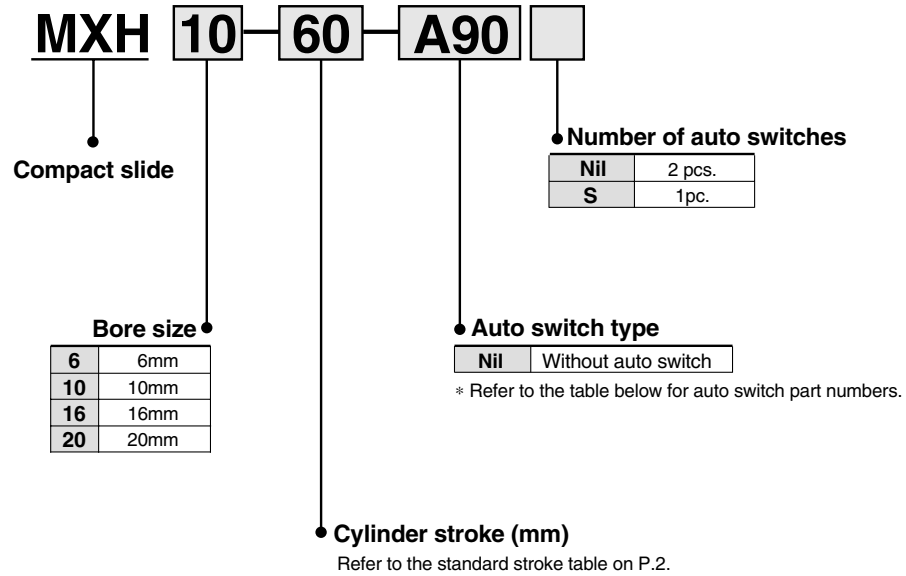 MXH 10-60-A90
Number of auto switches
Nil 2 pcs.
S 1pc.
Compact slide
Bore size
6 6mm
10 10mm
16 16mm
20 20mm
Auto switch type
Nil Without auto switch
* Refer to the table below for auto switch part numbers.
Cylinder stroke (mm)
Refer to the standard stroke table on P.2.